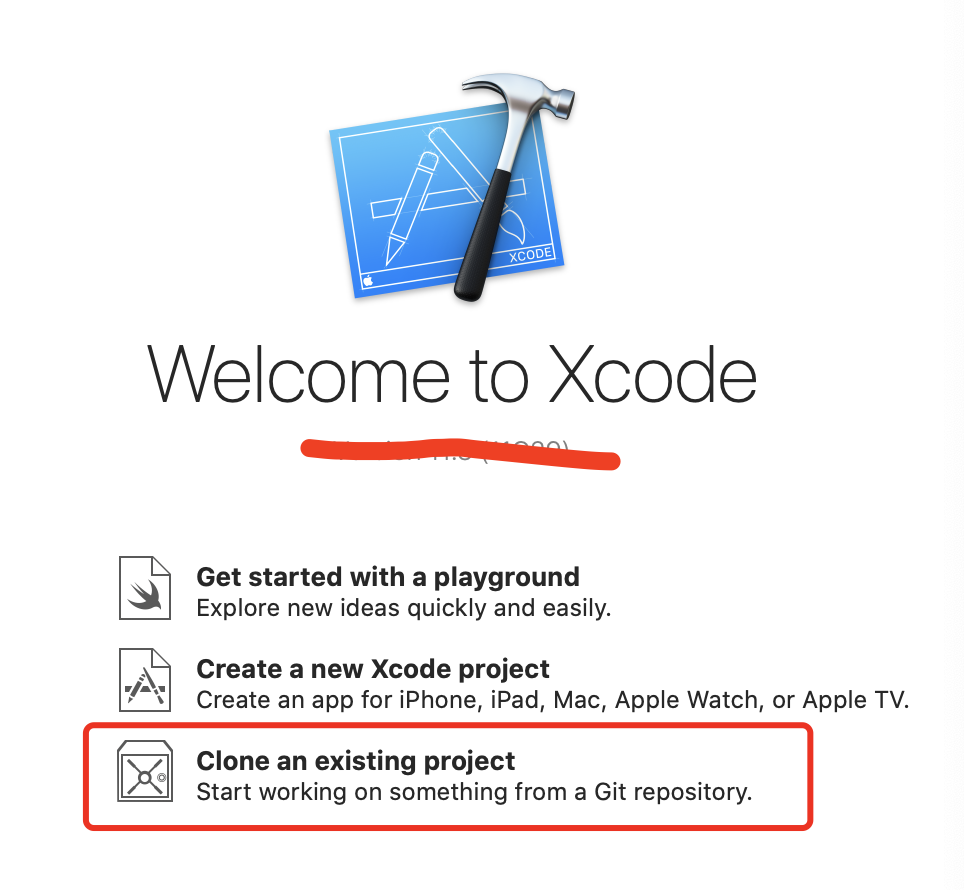 XCODE
Welcome to Xcode
Get started with a playground
Explore new ideas quickly and easily.
Create a new Xcode project
Create an app for iPhone, iPad, Mac, Apple Watch, or Apple TV.
Clone an existing project
Start working on something from a Git repository.